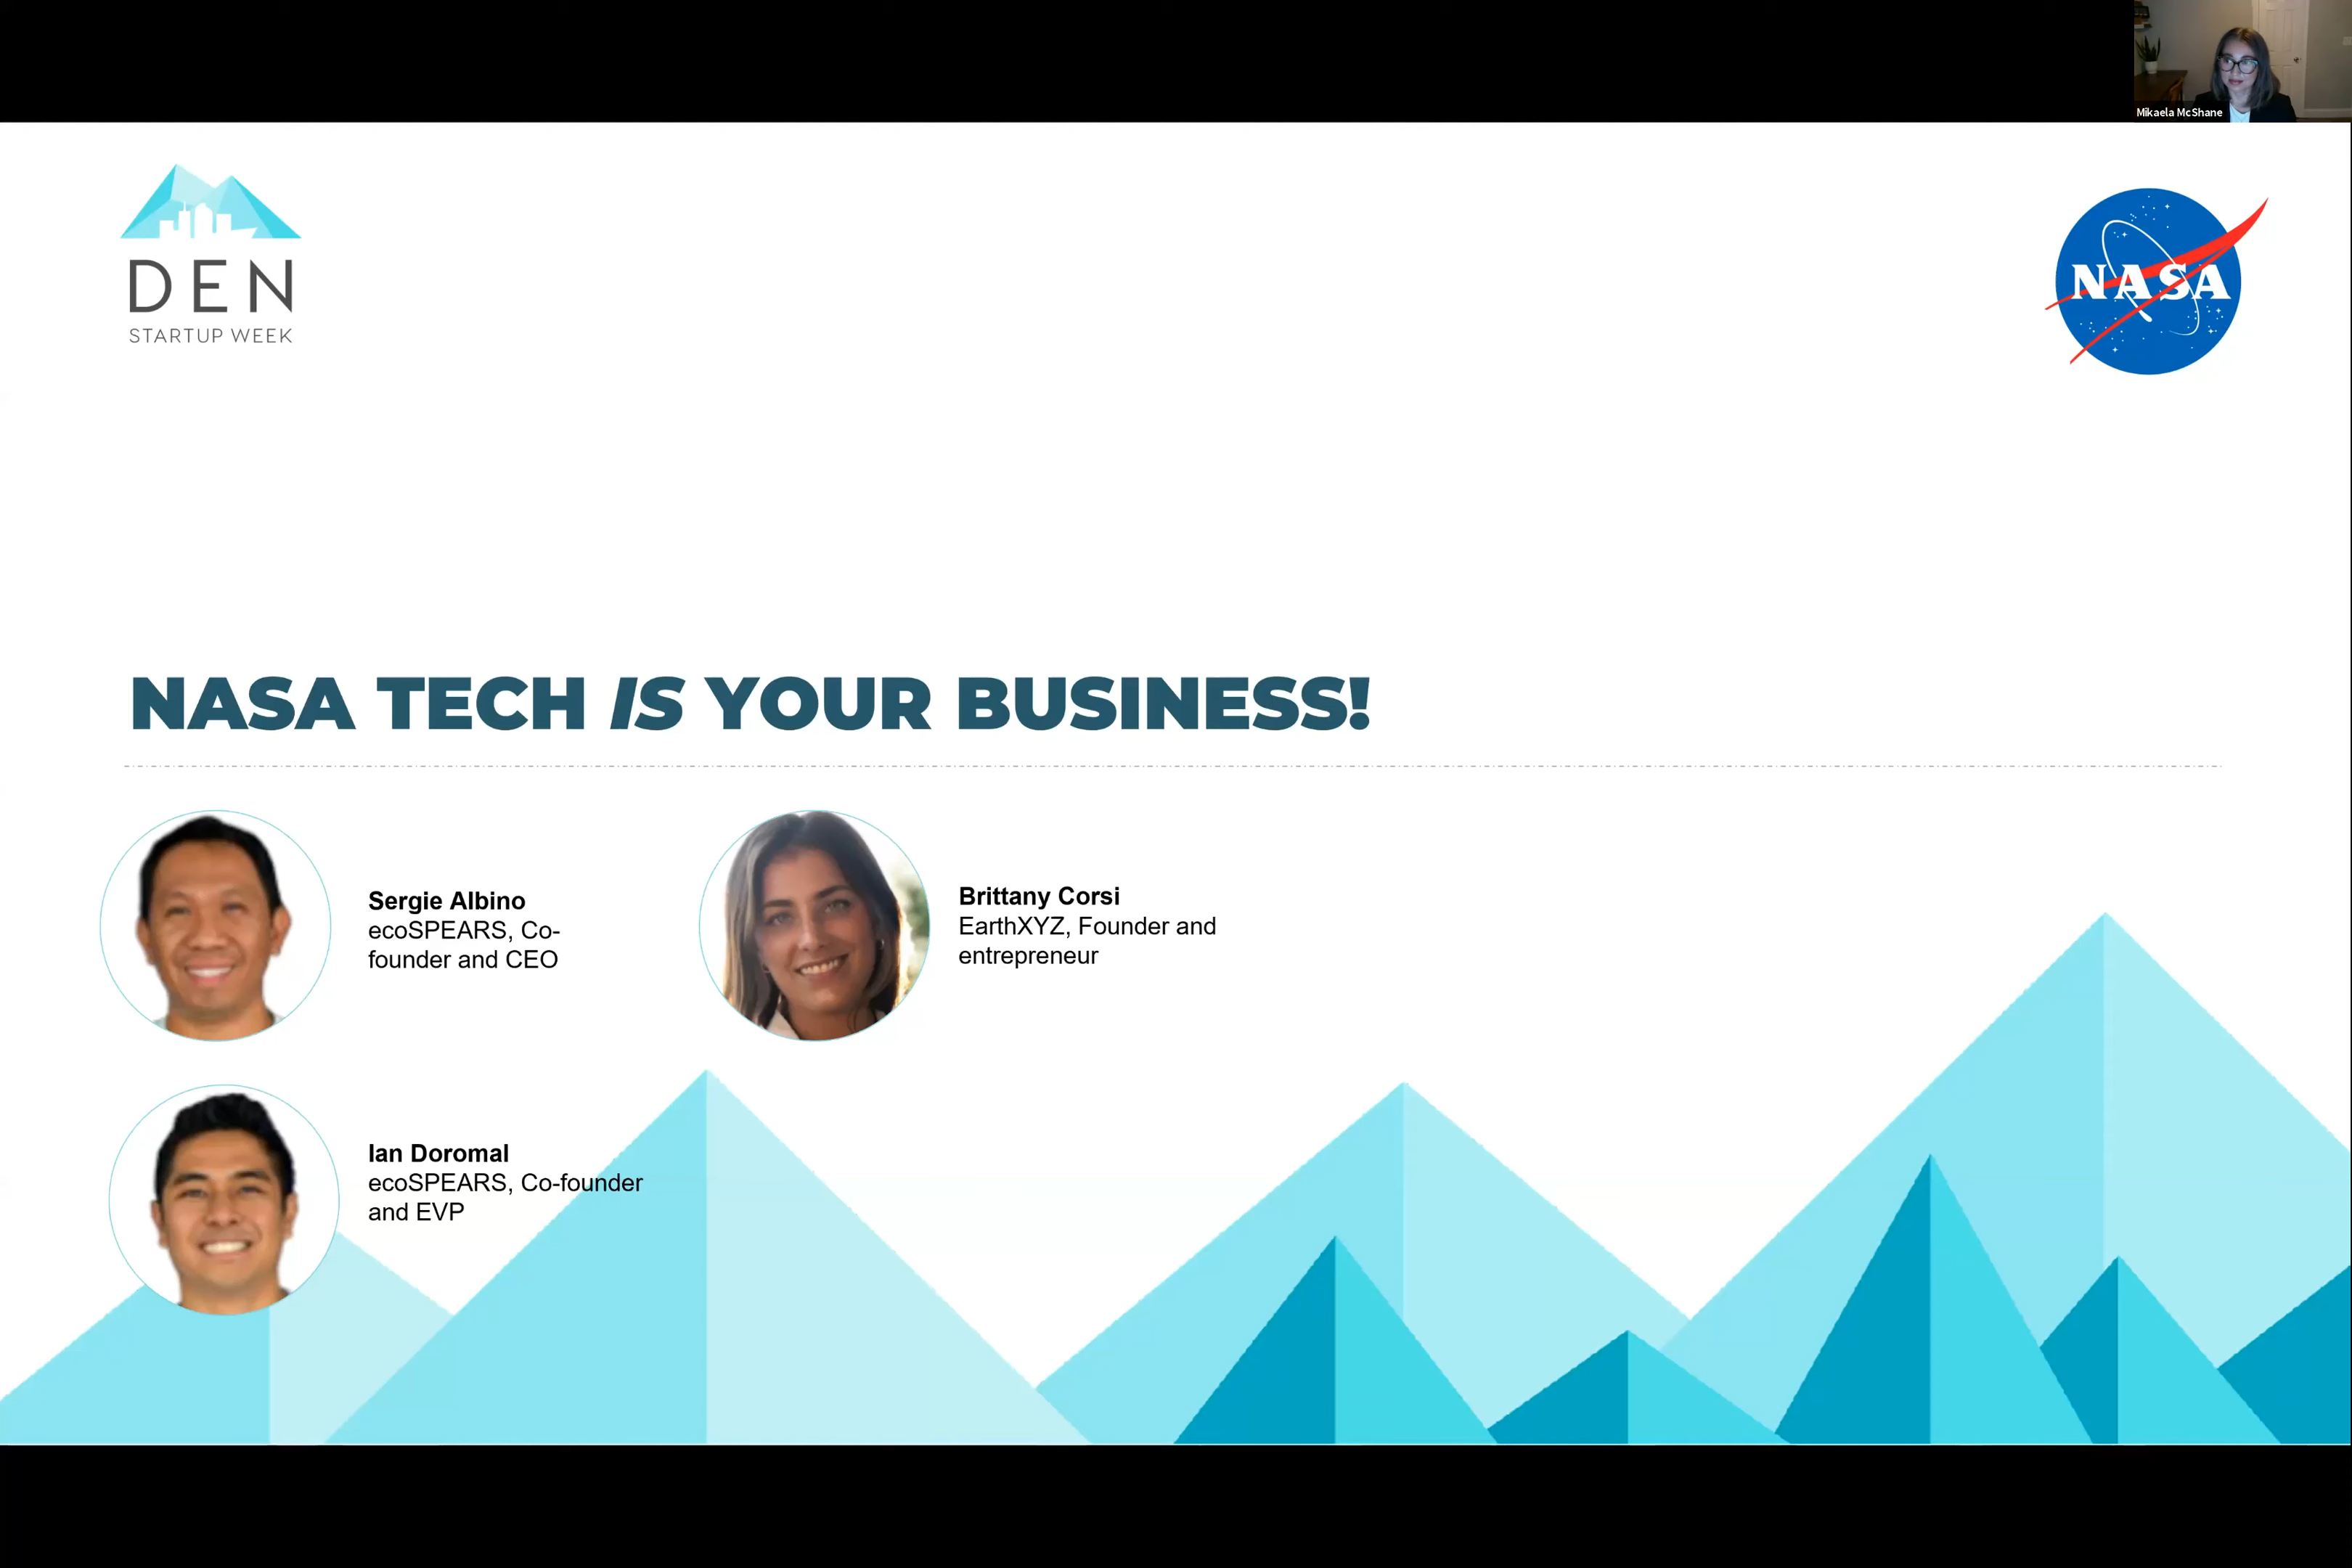 Mikaela McShane
DEN
STARTUP WEEK
NASA
NASA TECH IS YOUR BUSINESS!
Sergie Albino
ecoSPEARS, Co-
founder and CEO
Brittany Corsi
EarthXYZ, Founder and
entrepreneur
Ian Doromal
ecoSPEARS, Co-founder
and EVP